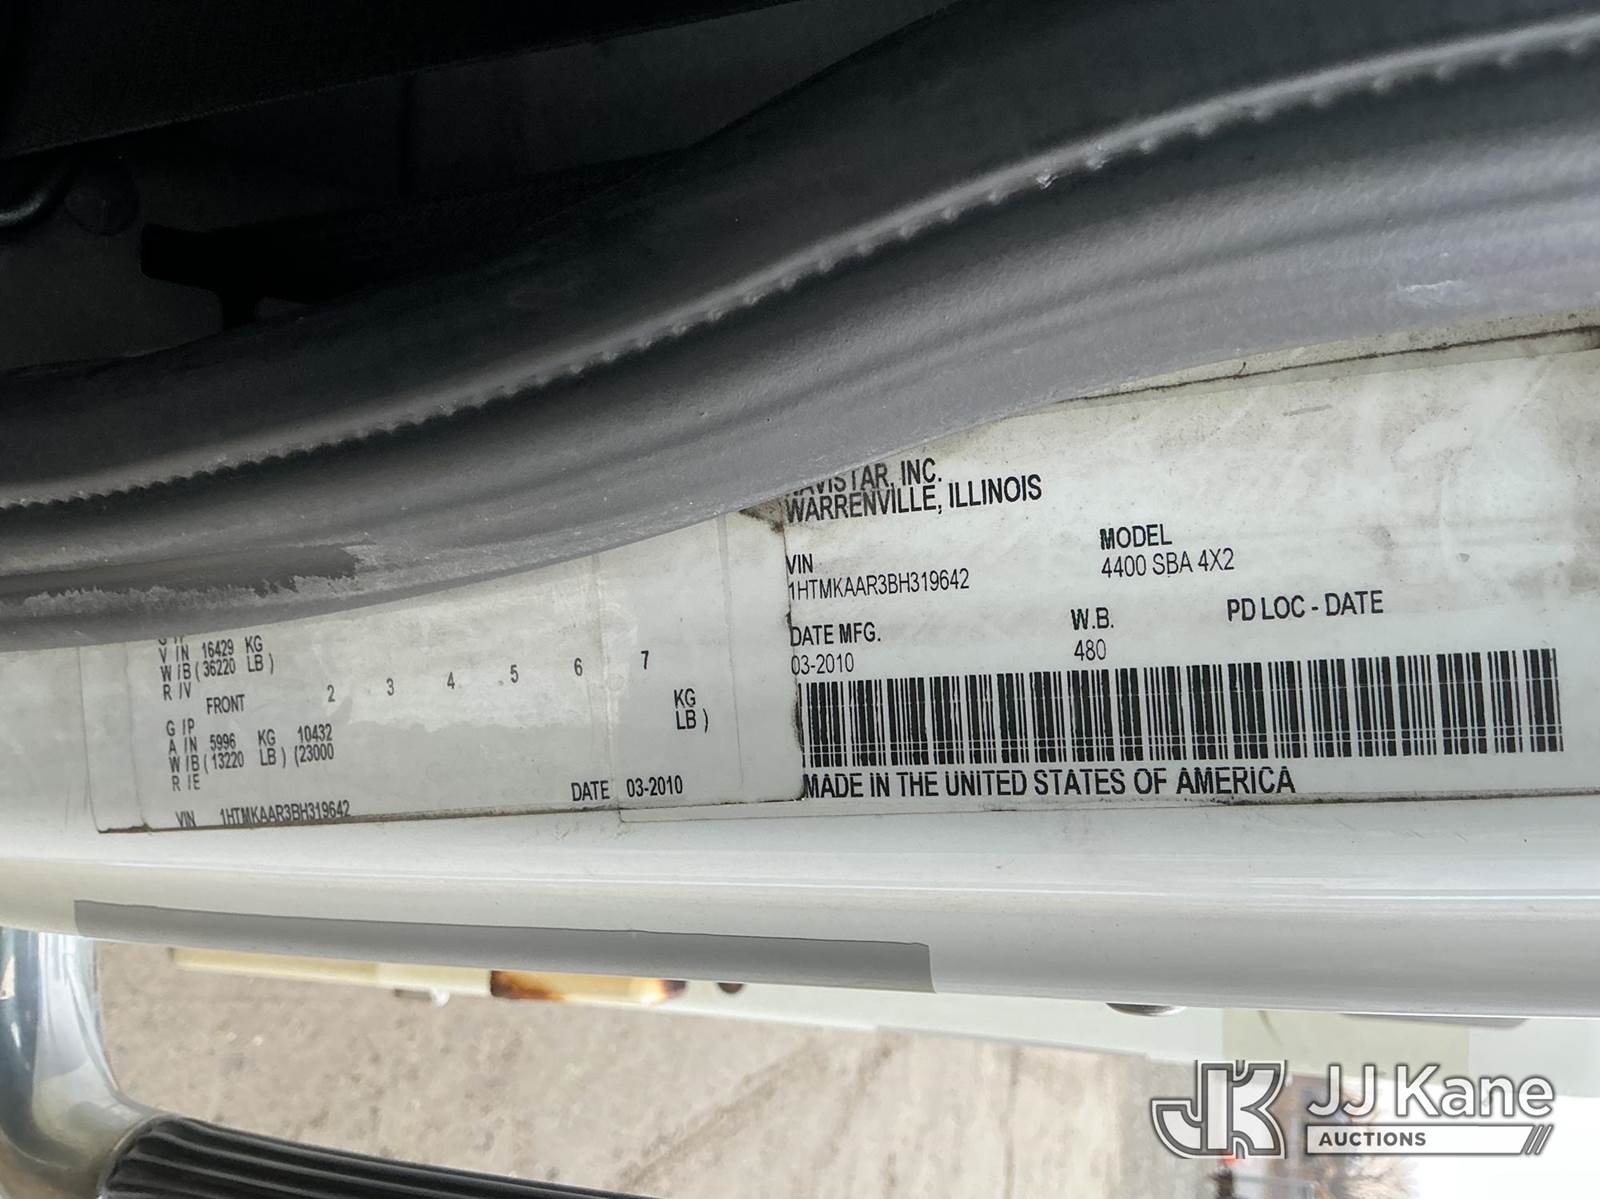 NAVISTAR, INC.
WARRENVILLE, ILLINOIS
VIN
1HTMKAAR3BH319642
MODEL
4400 SBA 4X2
DATE MFG.
03-2010
W.B.
480
PD LOC - DATE
MADE IN THE UNITED STATES OF AMERICA
V IN 16429 KG
W/B (36220 LB )
R IV
FRONT 2 3 4 5 6 7
G /P
A /N 5996 KG 10432 KG
W/B (13220 LB ) (23000 LB )
R /E
VIN 1HTMKAAR3BH319642
DATE 03-2010
JJ Kane
AUCTIONS